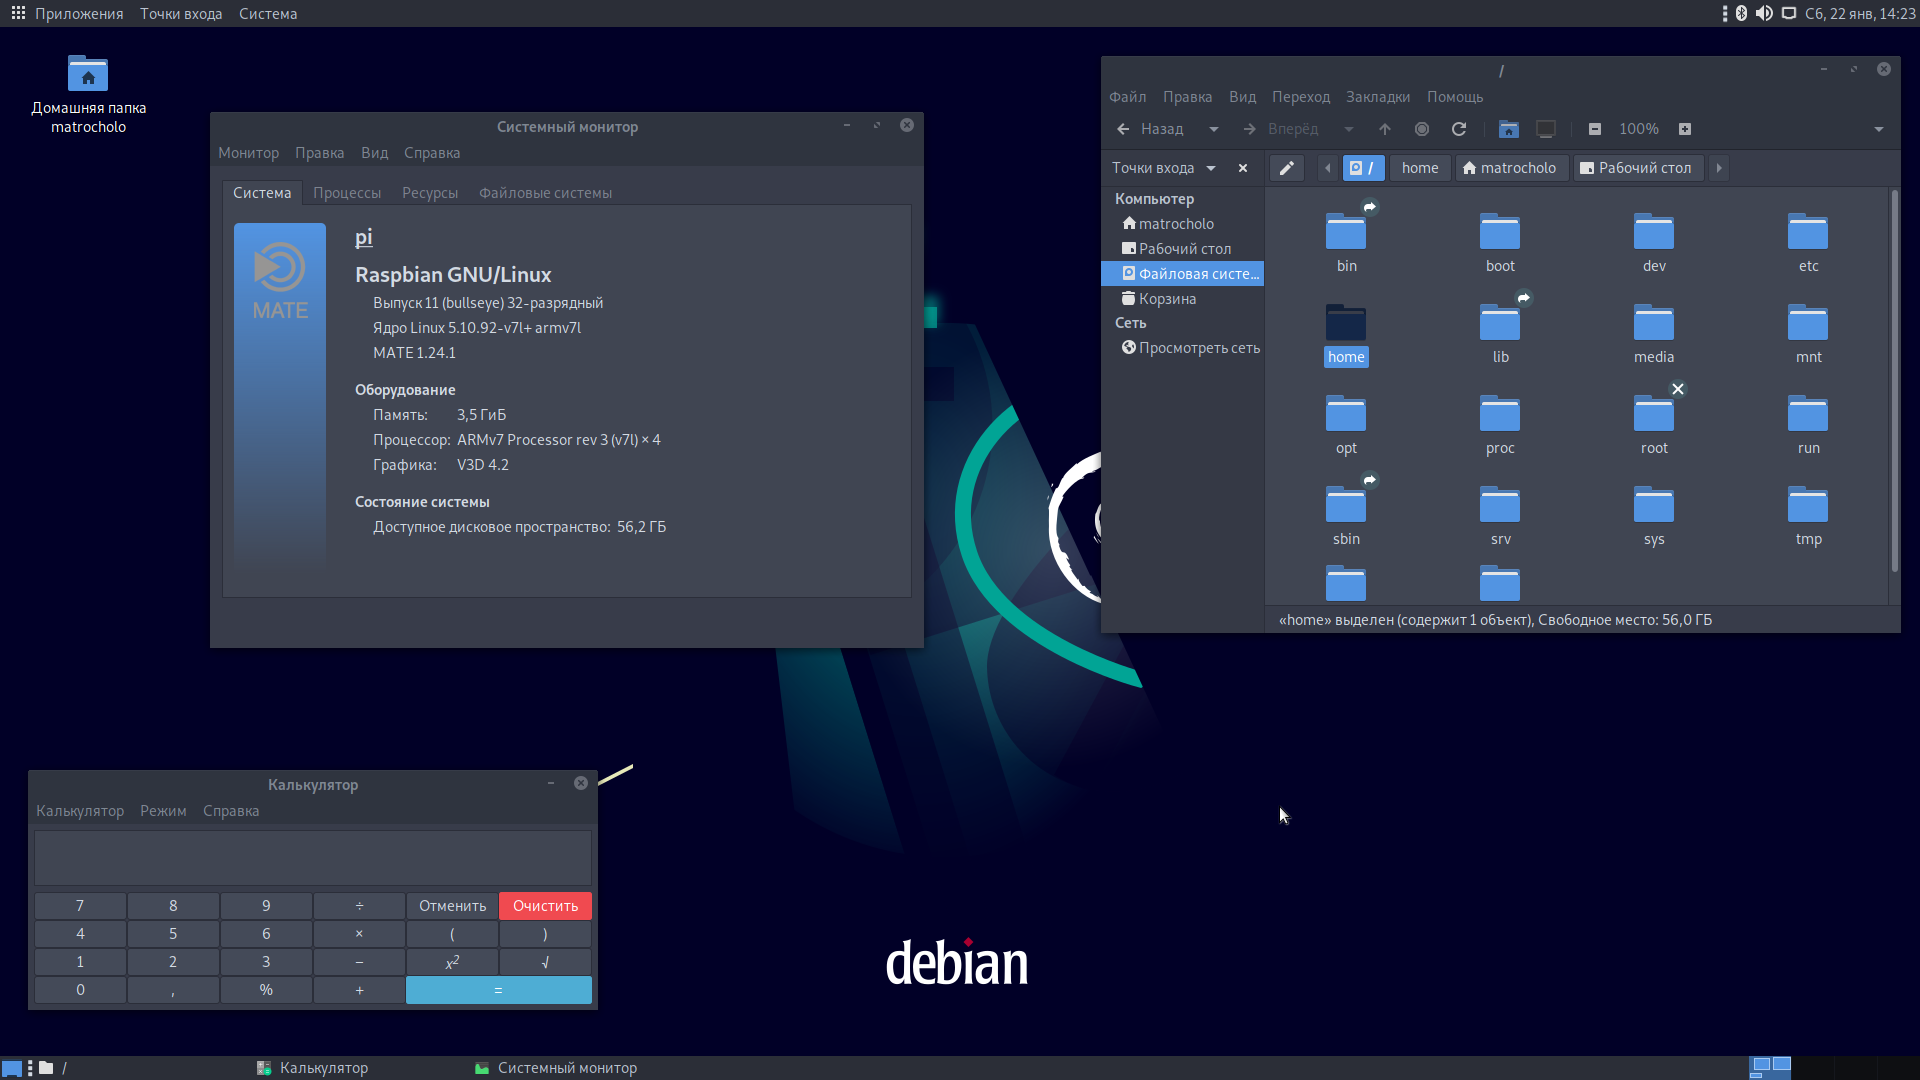 Приложения Точки входа Система Сб, 22 янв, 14:23
Домашняя папка
matrocholo
Системный монитор
Монитор Правка Вид Справка
Система Процессы Ресурсы Файловые системы
MATE
pi
Raspbian GNU/Linux
Выпуск 11 (bullseye) 32-разрядный
Ядро Linux 5.10.92-v7l+ armv7l
MATE 1.24.1
Оборудование
Память: 3,5 ГиБ
Процессор: ARMv7 Processor rev 3 (v7l) × 4
Графика: V3D 4.2
Состояние системы
Доступное дисковое пространство: 56,2 ГБ
/
Файл Правка Вид Переход Закладки Помощь
Назад Вперёд 100%
Точки входа / home matrocholo Рабочий стол
Компьютер
matrocholo
Рабочий стол
Файловая систе...
Корзина
Сеть
Просмотреть сеть
bin boot dev etc
home lib media mnt
opt proc root run
sbin srv sys tmp
«home» выделен (содержит 1 объект), Свободное место: 56,0 ГБ
Калькулятор
Калькулятор Режим Справка
7 8 9 ÷ Отменить Очистить
4 5 6 × ( )
1 2 3 − x² √
0 , % + =
debian
/ Калькулятор Системный монитор